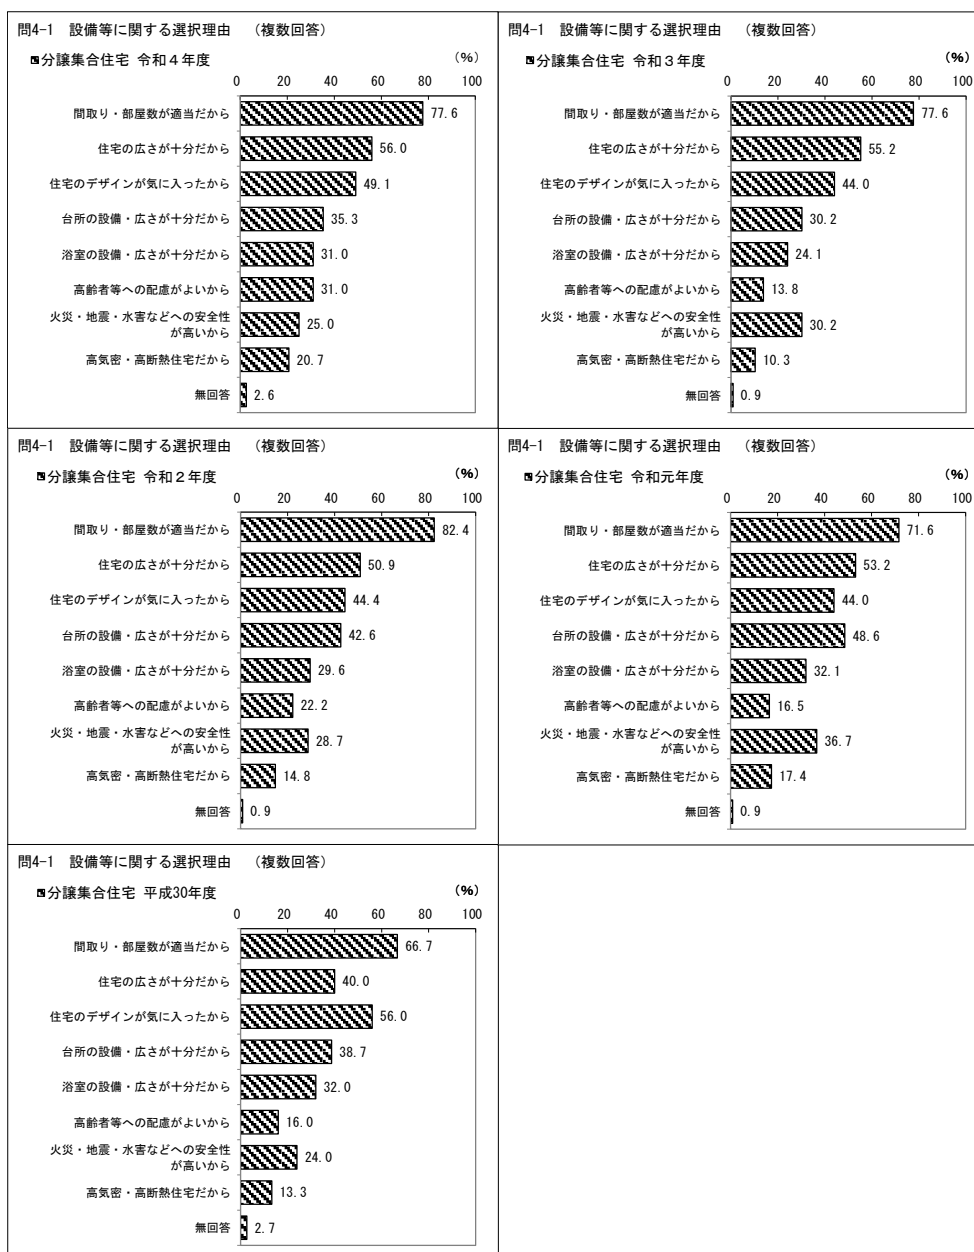 問4-1　設備等に関する選択理由　（複数回答）
分譲集合住宅 令和４年度
(%)
0 20 40 60 80 100
間取り・部屋数が適当だから 77.6
住宅の広さが十分だから 56.0
住宅のデザインが気に入ったから 49.1
台所の設備・広さが十分だから 35.3
浴室の設備・広さが十分だから 31.0
高齢者等への配慮がよいから 31.0
火災・地震・水害などへの安全性
が高いから 25.0
高気密・高断熱住宅だから 20.7
無回答 2.6
問4-1　設備等に関する選択理由　（複数回答）
分譲集合住宅 令和３年度
(%)
0 20 40 60 80 100
間取り・部屋数が適当だから 77.6
住宅の広さが十分だから 55.2
住宅のデザインが気に入ったから 44.0
台所の設備・広さが十分だから 30.2
浴室の設備・広さが十分だから 24.1
高齢者等への配慮がよいから 13.8
火災・地震・水害などへの安全性
が高いから 30.2
高気密・高断熱住宅だから 10.3
無回答 0.9
問4-1　設備等に関する選択理由　（複数回答）
分譲集合住宅 令和２年度
(%)
0 20 40 60 80 100
間取り・部屋数が適当だから 82.4
住宅の広さが十分だから 50.9
住宅のデザインが気に入ったから 44.4
台所の設備・広さが十分だから 42.6
浴室の設備・広さが十分だから 29.6
高齢者等への配慮がよいから 22.2
火災・地震・水害などへの安全性
が高いから 28.7
高気密・高断熱住宅だから 14.8
無回答 0.9
問4-1　設備等に関する選択理由　（複数回答）
分譲集合住宅 令和元年度
(%)
0 20 40 60 80 100
間取り・部屋数が適当だから 71.6
住宅の広さが十分だから 53.2
住宅のデザインが気に入ったから 44.0
台所の設備・広さが十分だから 48.6
浴室の設備・広さが十分だから 32.1
高齢者等への配慮がよいから 16.5
火災・地震・水害などへの安全性
が高いから 36.7
高気密・高断熱住宅だから 17.4
無回答 0.9
問4-1　設備等に関する選択理由　（複数回答）
分譲集合住宅 平成30年度
(%)
0 20 40 60 80 100
間取り・部屋数が適当だから 66.7
住宅の広さが十分だから 40.0
住宅のデザインが気に入ったから 56.0
台所の設備・広さが十分だから 38.7
浴室の設備・広さが十分だから 32.0
高齢者等への配慮がよいから 16.0
火災・地震・水害などへの安全性
が高いから 24.0
高気密・高断熱住宅だから 13.3
無回答 2.7